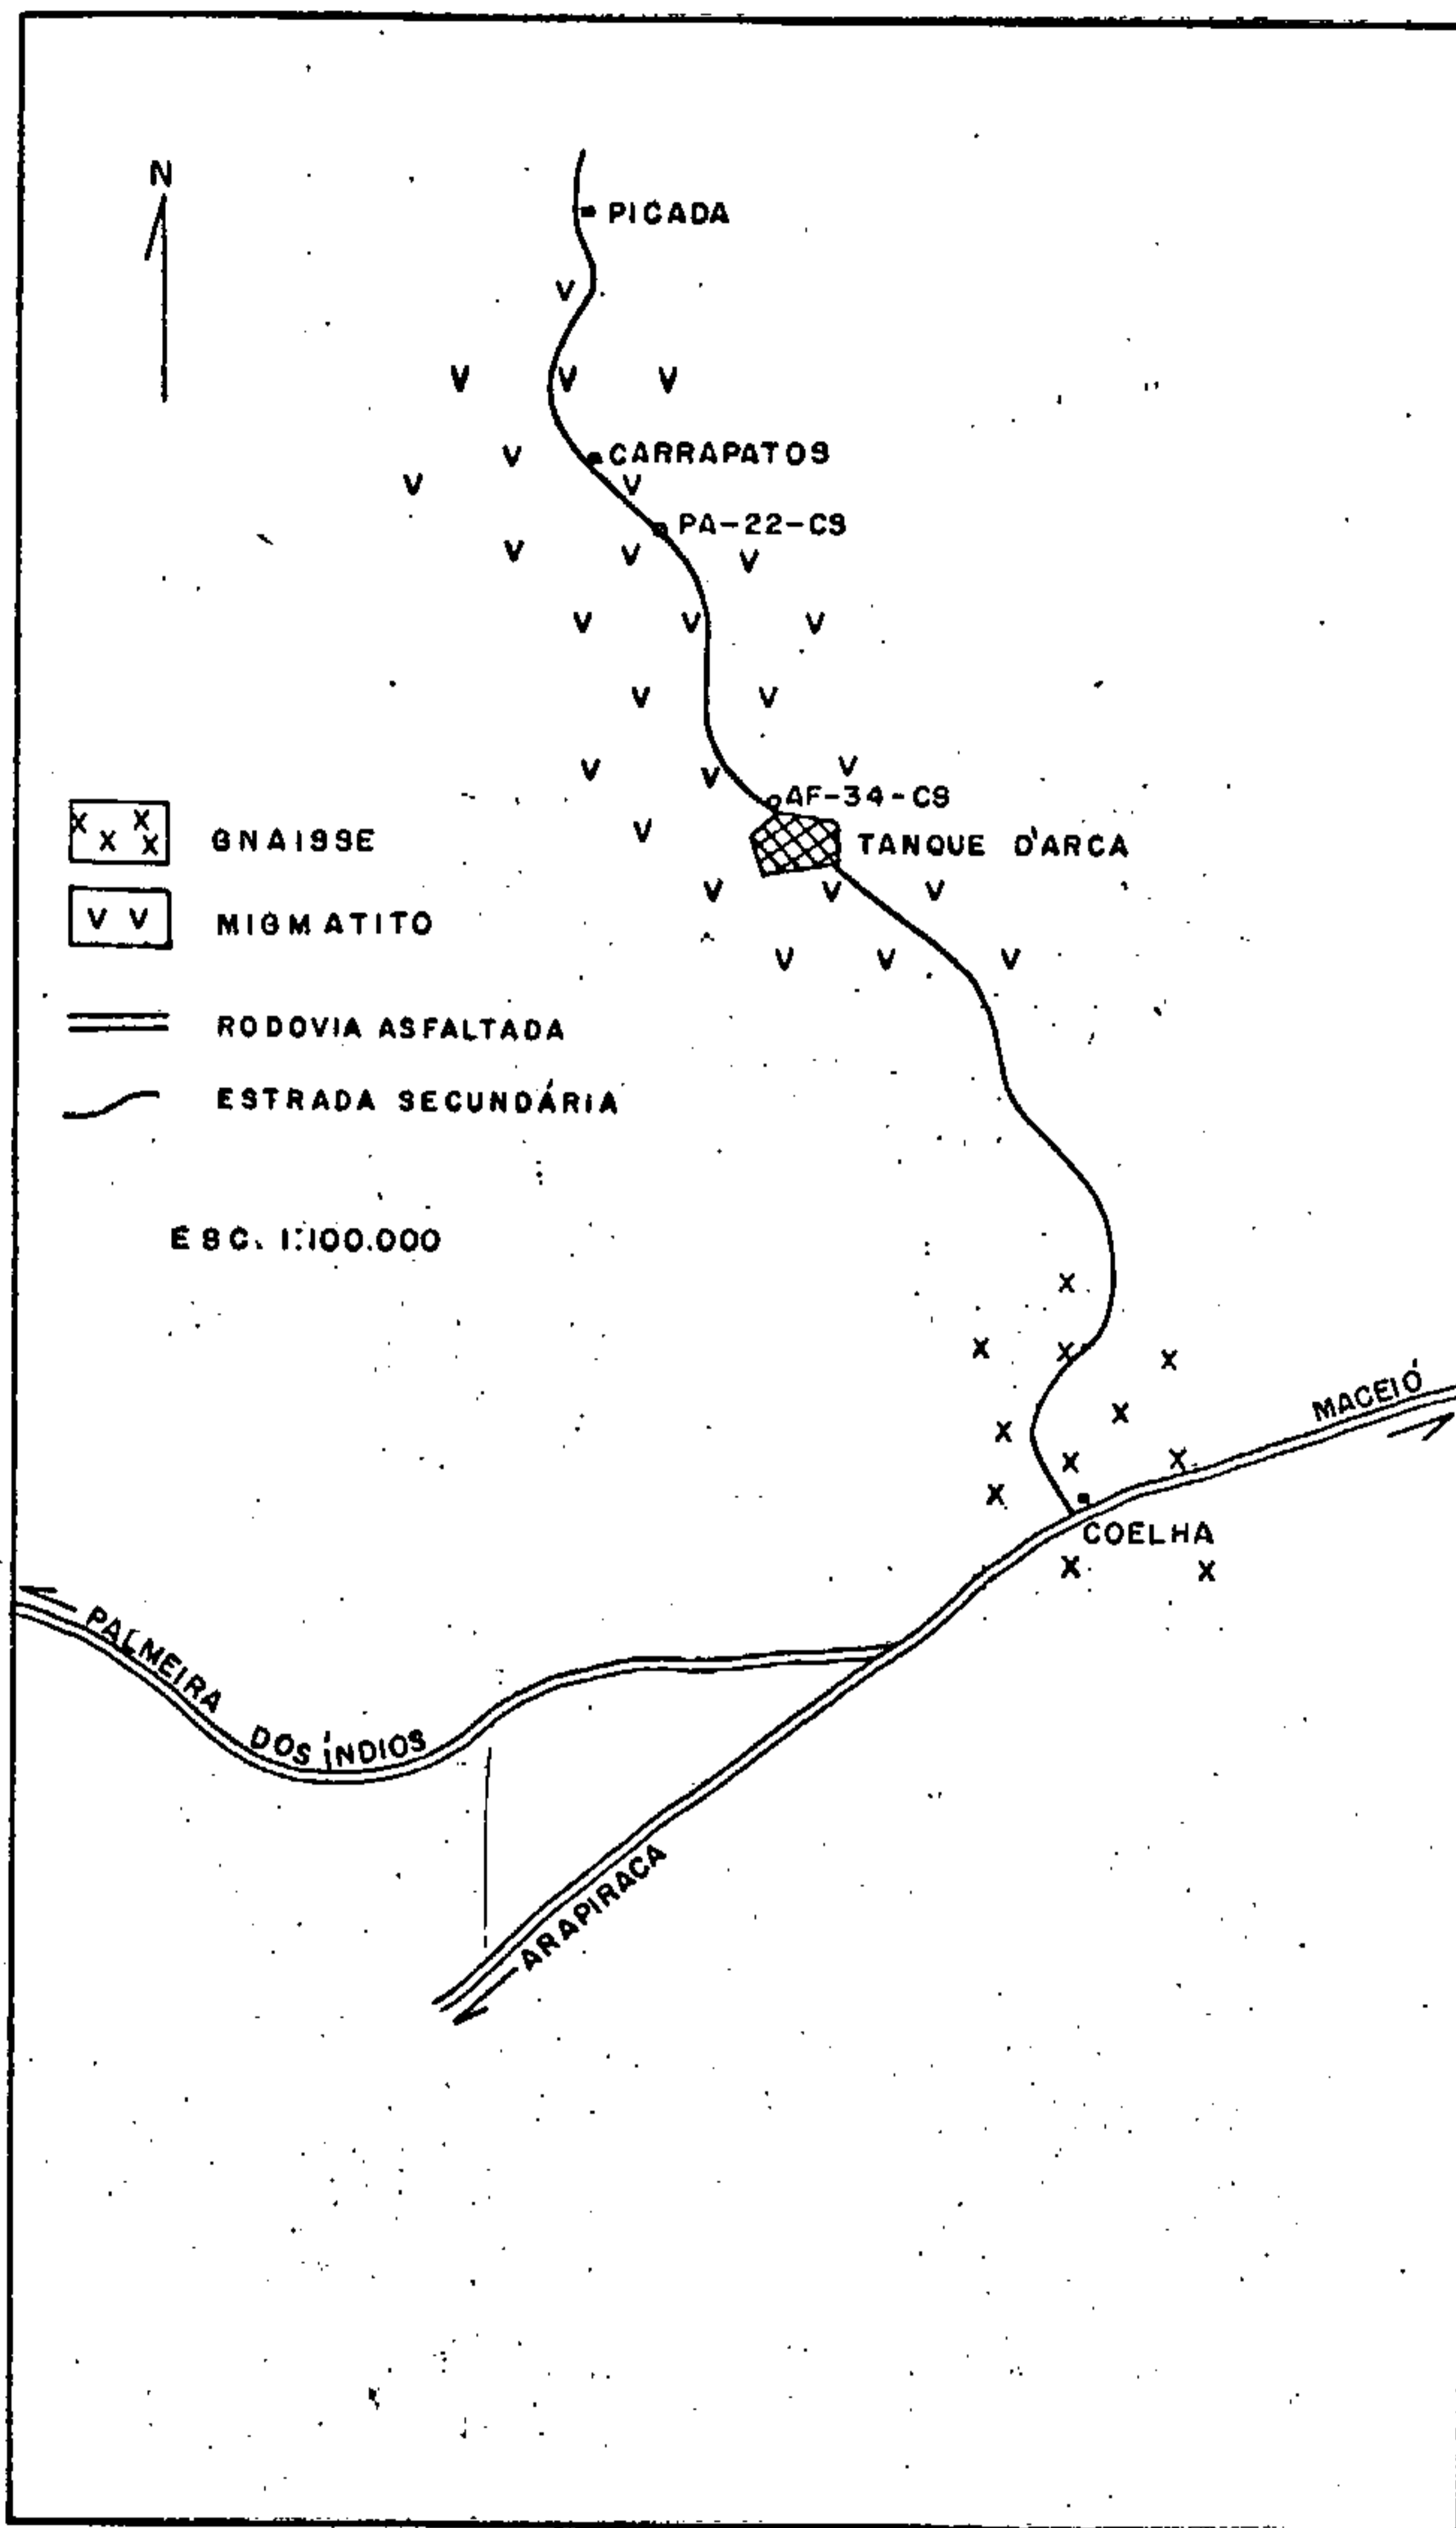 N
PICADA
CARRAPATOS
PA-22-CS
AF-34-CS
TANQUE D'ARCA
GNAISSE
MIGMATITO
RODOVIA ASFALTADA
ESTRADA SECUNDÁRIA
ESC. 1:100.000
MACEIÓ
COELHA
PALMEIRA DOS ÍNDIOS
ARAPIRACA